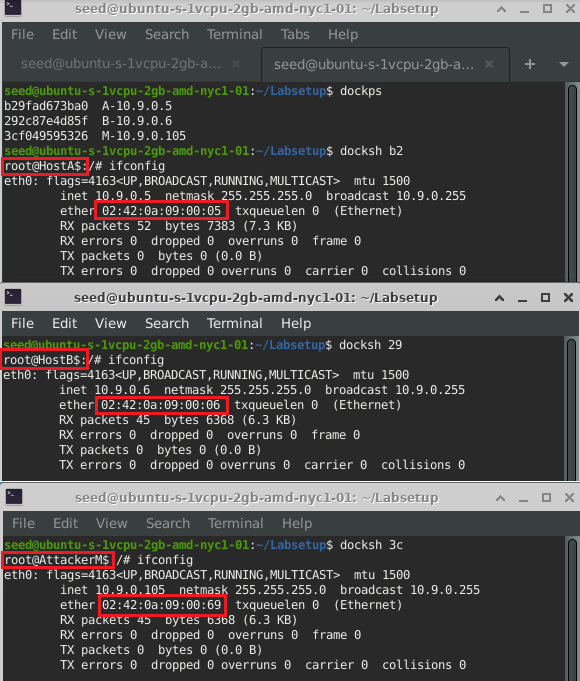 seed@ubuntu-s-1vcpu-2gb-amd-nyc1-01: ~/Labsetup
File Edit View Search Terminal Tabs Help
seed@ubuntu-s-1vcpu-2gb-amd-nyc1-0... × seed@ubuntu-s-1vcpu-2gb-a... ×
seed@ubuntu-s-1vcpu-2gb-amd-nyc1-01:~/Labsetup$ dockps
b29fad673ba0 A-10.9.0.5
292c87e4d85f B-10.9.0.6
3cf049595326 M-10.9.0.105
seed@ubuntu-s-1vcpu-2gb-amd-nyc1-01:~/Labsetup$ docksh b2
root@HostA$:/# ifconfig
eth0: flags=4163<UP,BROADCAST,RUNNING,MULTICAST> mtu 1500
inet 10.9.0.5 netmask 255.255.255.0 broadcast 10.9.0.255
ether 02:42:0a:09:00:05 txqueuelen 0 (Ethernet)
RX packets 52 bytes 7383 (7.3 KB)
RX errors 0 dropped 0 overruns 0 frame 0
TX packets 0 bytes 0 (0.0 B)
TX errors 0 dropped 0 overruns 0 carrier 0 collisions 0
seed@ubuntu-s-1vcpu-2gb-amd-nyc1-01: ~/Labsetup
File Edit View Search Terminal Help
seed@ubuntu-s-1vcpu-2gb-amd-nyc1-01:~/Labsetup$ docksh 29
root@HostB$:/# ifconfig
eth0: flags=4163<UP,BROADCAST,RUNNING,MULTICAST> mtu 1500
inet 10.9.0.6 netmask 255.255.255.0 broadcast 10.9.0.255
ether 02:42:0a:09:00:06 txqueuelen 0 (Ethernet)
RX packets 45 bytes 6368 (6.3 KB)
RX errors 0 dropped 0 overruns 0 frame 0
TX packets 0 bytes 0 (0.0 B)
TX errors 0 dropped 0 overruns 0 carrier 0 collisions 0
seed@ubuntu-s-1vcpu-2gb-amd-nyc1-01: ~/Labsetup
File Edit View Search Terminal Help
seed@ubuntu-s-1vcpu-2gb-amd-nyc1-01:~/Labsetup$ docksh 3c
root@AttackerM$ /# ifconfig
eth0: flags=4163<UP,BROADCAST,RUNNING,MULTICAST> mtu 1500
inet 10.9.0.105 netmask 255.255.255.0 broadcast 10.9.0.255
ether 02:42:0a:09:00:69 txqueuelen 0 (Ethernet)
RX packets 45 bytes 6368 (6.3 KB)
RX errors 0 dropped 0 overruns 0 frame 0
TX packets 0 bytes 0 (0.0 B)
TX errors 0 dropped 0 overruns 0 carrier 0 collisions 0